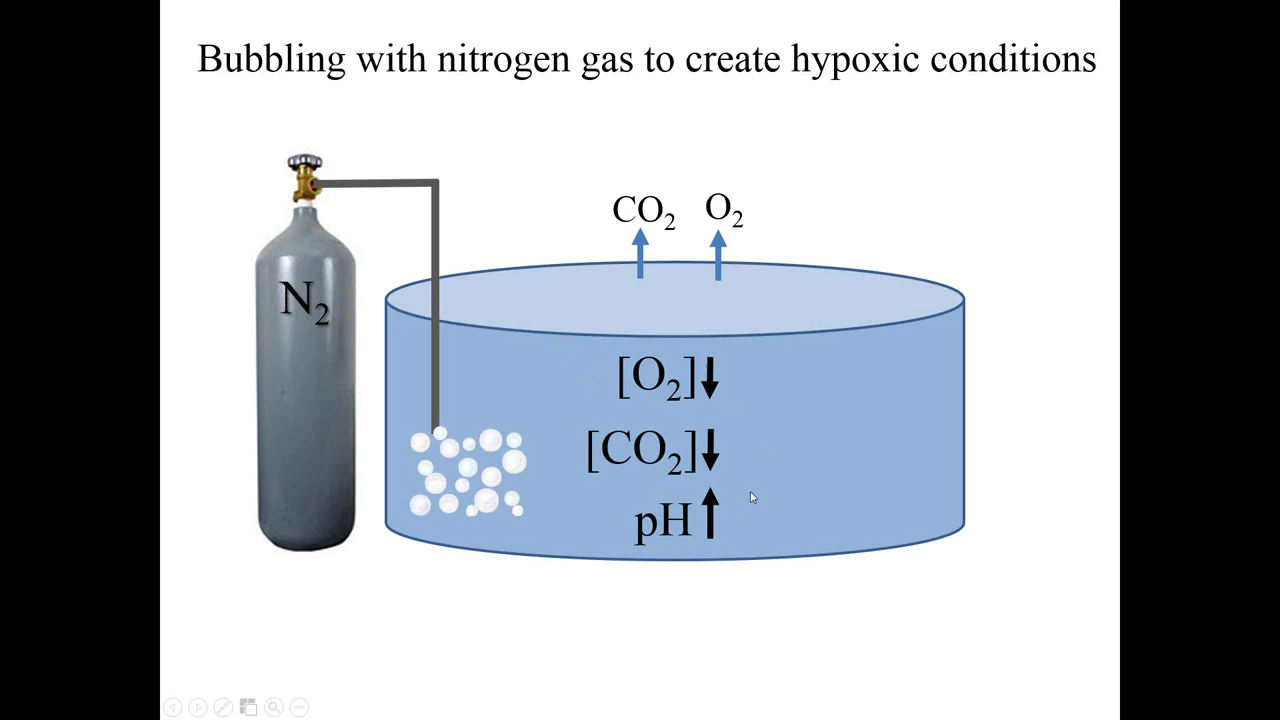 Bubbling with nitrogen gas to create hypoxic conditions
CO₂ O₂
N₂
[O₂]
[CO₂]
pH